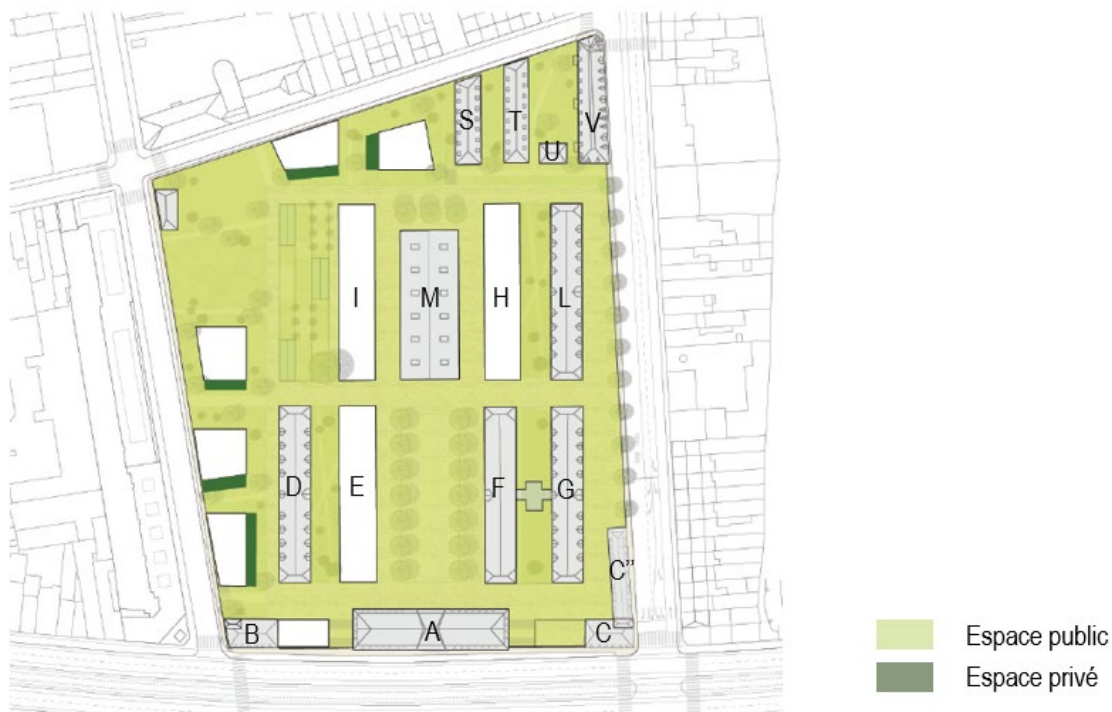 S T U V
I M H L
D E F G
C"
B A C
Espace public
Espace privé